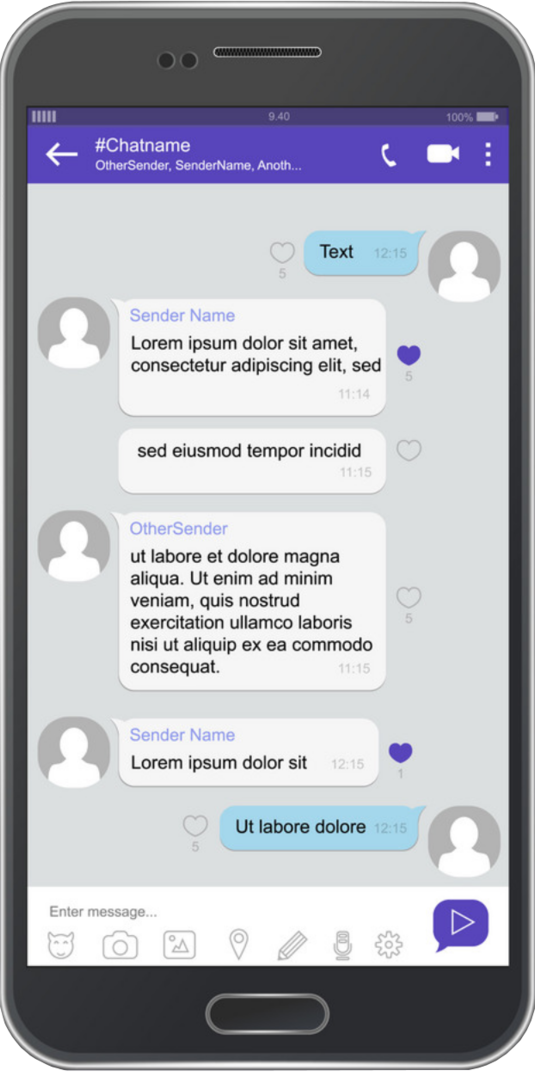 9.40
100%
#Chatname
OtherSender, SenderName, Anoth...
Text 12:15
5
Sender Name
Lorem ipsum dolor sit amet,
consectetur adipiscing elit, sed
5
11:14
sed eiusmod tempor incidid
11:15
OtherSender
ut labore et dolore magna
aliqua. Ut enim ad minim
veniam, quis nostrud
exercitation ullamco laboris
5
nisi ut aliquip ex ea commodo
consequat. 11:15
Sender Name
Lorem ipsum dolor sit 12:15
1
Ut labore dolore 12:15
5
Enter message...